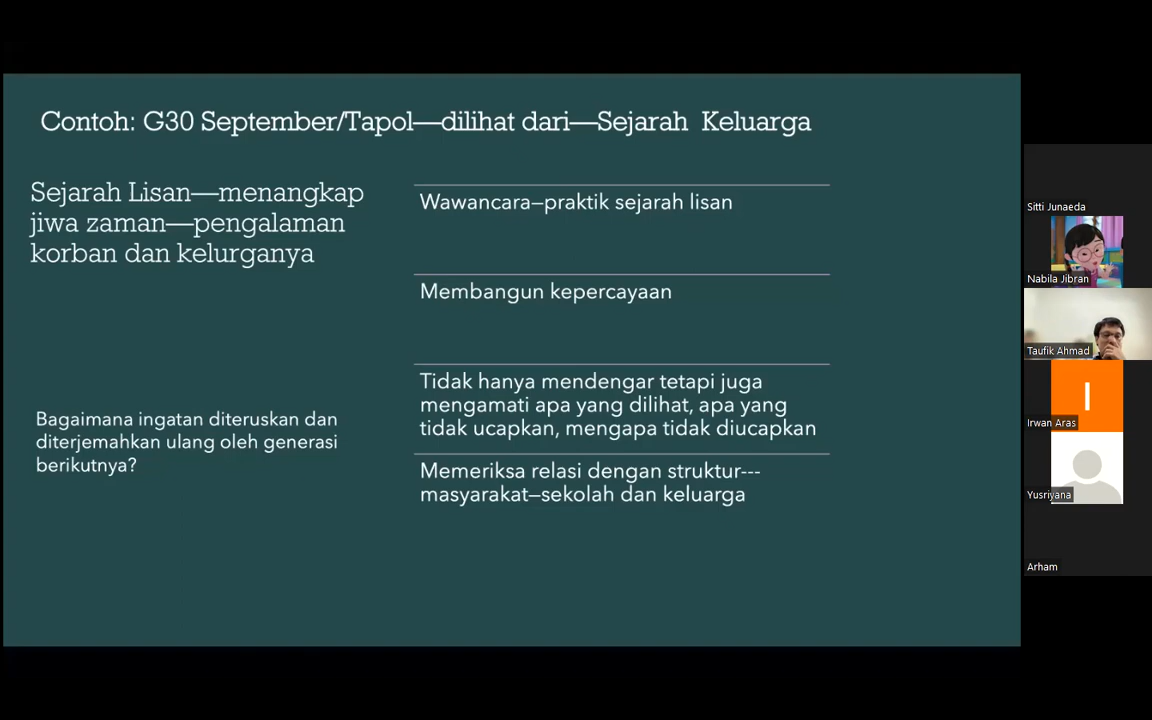 Contoh: G30 September/Tapol—dilihat dari—Sejarah Keluarga
Sejarah Lisan—menangkap
jiwa zaman—pengalaman
korban dan kelurganya
Bagaimana ingatan diteruskan dan
diterjemahkan ulang oleh generasi
berikutnya?
Wawancara–praktik sejarah lisan
Membangun kepercayaan
Tidak hanya mendengar tetapi juga
mengamati apa yang dilihat, apa yang
tidak ucapkan, mengapa tidak diucapkan
Memeriksa relasi dengan struktur---
masyarakat–sekolah dan keluarga
Sitti Junaeda
Nabila Jibran
Taufik Ahmad
I
Irwan Aras
Yusriyana
Arham